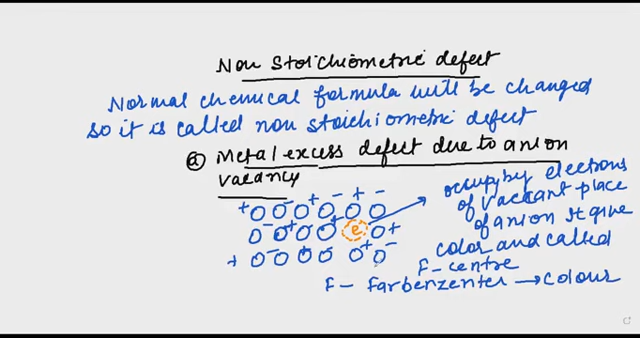 Non Stoichiometric defect
Normal chemical formula will be changed
so it is called non stoichiometric defect
(a) Metal excess defect due to anion
vacancy
occupy by electrons
of vaccant place
of anion it give
color and called
F-centre
F- Farbenzenter → colour
+ - + - + -
- + - + e +
+ - + - + -